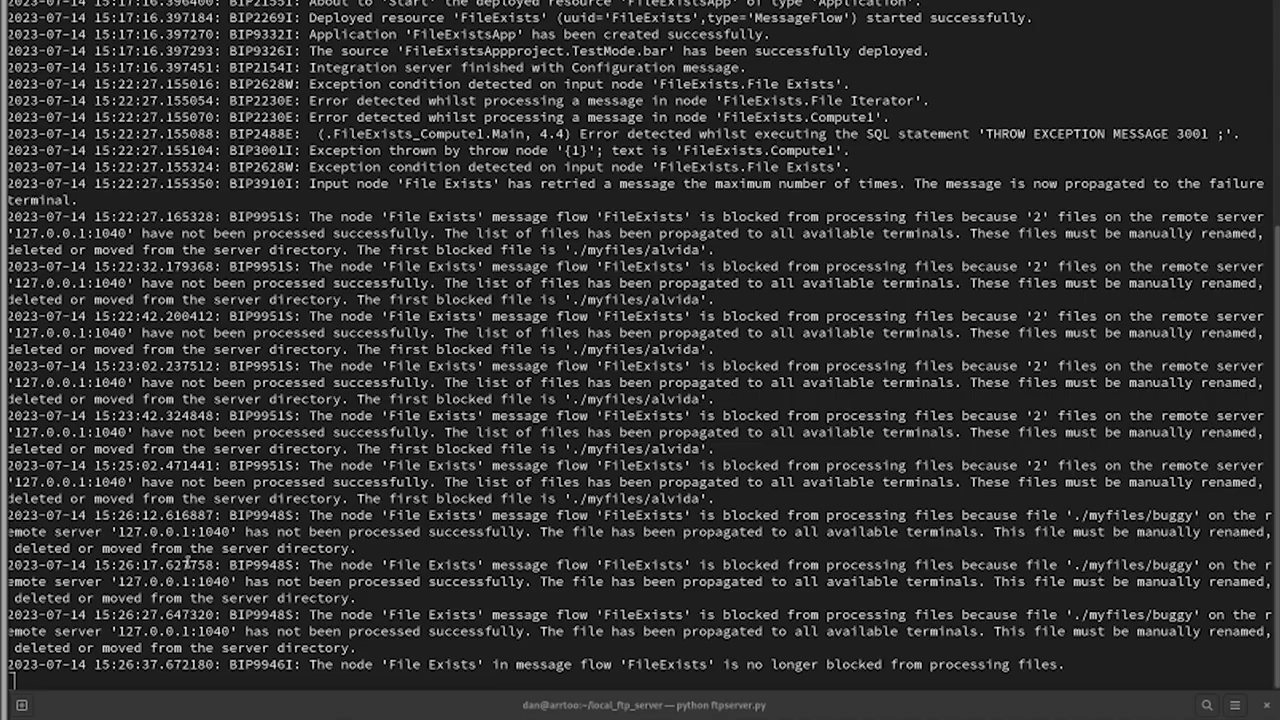 2023-07-14 15:17:16.396400: BIP2155I: About to 'Start' the deployed resource 'FileExistsApp' of type 'Application'.
2023-07-14 15:17:16.397184: BIP2269I: Deployed resource 'FileExists' (uuid='FileExists',type='MessageFlow') started successfully.
2023-07-14 15:17:16.397270: BIP9332I: Application 'FileExistsApp' has been created successfully.
2023-07-14 15:17:16.397293: BIP9326I: The source 'FileExistsAppproject.TestMode.bar' has been successfully deployed.
2023-07-14 15:17:16.397451: BIP2154I: Integration server finished with Configuration message.
2023-07-14 15:22:27.155016: BIP2628W: Exception condition detected on input node 'FileExists.File Exists'.
2023-07-14 15:22:27.155054: BIP2230E: Error detected whilst processing a message in node 'FileExists.File Iterator'.
2023-07-14 15:22:27.155070: BIP2230E: Error detected whilst processing a message in node 'FileExists.Compute1'.
2023-07-14 15:22:27.155088: BIP2488E:  (.FileExists_Compute1.Main, 4.4) Error detected whilst executing the SQL statement 'THROW EXCEPTION MESSAGE 3001 ;'.
2023-07-14 15:22:27.155104: BIP3001I: Exception thrown by throw node '{1}'; text is 'FileExists.Compute1'.
2023-07-14 15:22:27.155324: BIP2628W: Exception condition detected on input node 'FileExists.File Exists'.
2023-07-14 15:22:27.155350: BIP3910I: Input node 'File Exists' has retried a message the maximum number of times. The message is now propagated to the failure
terminal.
2023-07-14 15:22:27.165328: BIP9951S: The node 'File Exists' message flow 'FileExists' is blocked from processing files because '2' files on the remote server
'127.0.0.1:1040' have not been processed successfully. The list of files has been propagated to all available terminals. These files must be manually renamed,
deleted or moved from the server directory. The first blocked file is './myfiles/alvida'.
2023-07-14 15:22:32.179368: BIP9951S: The node 'File Exists' message flow 'FileExists' is blocked from processing files because '2' files on the remote server
'127.0.0.1:1040' have not been processed successfully. The list of files has been propagated to all available terminals. These files must be manually renamed,
deleted or moved from the server directory. The first blocked file is './myfiles/alvida'.
2023-07-14 15:22:42.200412: BIP9951S: The node 'File Exists' message flow 'FileExists' is blocked from processing files because '2' files on the remote server
'127.0.0.1:1040' have not been processed successfully. The list of files has been propagated to all available terminals. These files must be manually renamed,
deleted or moved from the server directory. The first blocked file is './myfiles/alvida'.
2023-07-14 15:23:02.237512: BIP9951S: The node 'File Exists' message flow 'FileExists' is blocked from processing files because '2' files on the remote server
'127.0.0.1:1040' have not been processed successfully. The list of files has been propagated to all available terminals. These files must be manually renamed,
deleted or moved from the server directory. The first blocked file is './myfiles/alvida'.
2023-07-14 15:23:42.324848: BIP9951S: The node 'File Exists' message flow 'FileExists' is blocked from processing files because '2' files on the remote server
'127.0.0.1:1040' have not been processed successfully. The list of files has been propagated to all available terminals. These files must be manually renamed,
deleted or moved from the server directory. The first blocked file is './myfiles/alvida'.
2023-07-14 15:25:02.471441: BIP9951S: The node 'File Exists' message flow 'FileExists' is blocked from processing files because '2' files on the remote server
'127.0.0.1:1040' have not been processed successfully. The list of files has been propagated to all available terminals. These files must be manually renamed,
deleted or moved from the server directory. The first blocked file is './myfiles/alvida'.
2023-07-14 15:26:12.616887: BIP9948S: The node 'File Exists' message flow 'FileExists' is blocked from processing files because file './myfiles/buggy' on the r
emote server '127.0.0.1:1040' has not been processed successfully. The file has been propagated to all available terminals. This file must be manually renamed,
deleted or moved from the server directory.
2023-07-14 15:26:17.627758: BIP9948S: The node 'File Exists' message flow 'FileExists' is blocked from processing files because file './myfiles/buggy' on the r
emote server '127.0.0.1:1040' has not been processed successfully. The file has been propagated to all available terminals. This file must be manually renamed,
deleted or moved from the server directory.
2023-07-14 15:26:27.647320: BIP9948S: The node 'File Exists' message flow 'FileExists' is blocked from processing files because file './myfiles/buggy' on the r
emote server '127.0.0.1:1040' has not been processed successfully. The file has been propagated to all available terminals. This file must be manually renamed,
deleted or moved from the server directory.
2023-07-14 15:26:37.672180: BIP9946I: The node 'File Exists' in message flow 'FileExists' is no longer blocked from processing files.
dan@arrtoo:~/local_ftp_server — python ftpserver.py